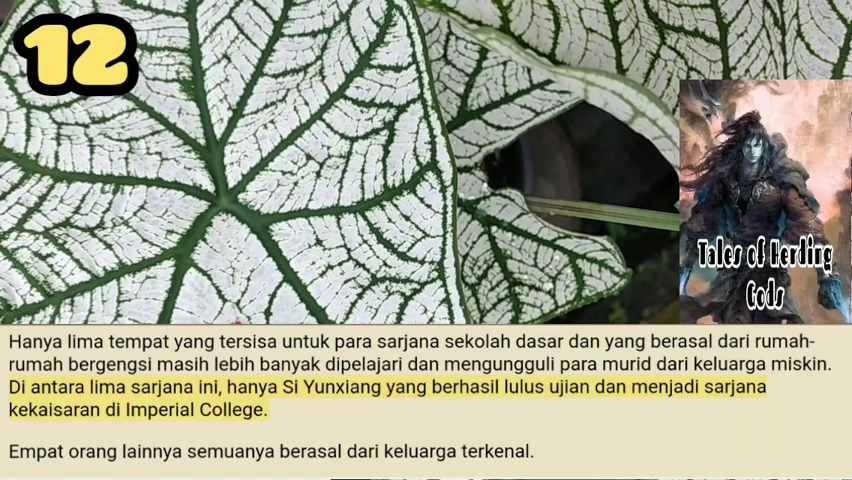 12
Tales of Herding
Gods
Hanya lima tempat yang tersisa untuk para sarjana sekolah dasar dan yang berasal dari rumah-
rumah bergengsi masih lebih banyak dipelajari dan mengungguli para murid dari keluarga miskin.
Di antara lima sarjana ini, hanya Si Yunxiang yang berhasil lulus ujian dan menjadi sarjana
kekaisaran di Imperial College.
Empat orang lainnya semuanya berasal dari keluarga terkenal.